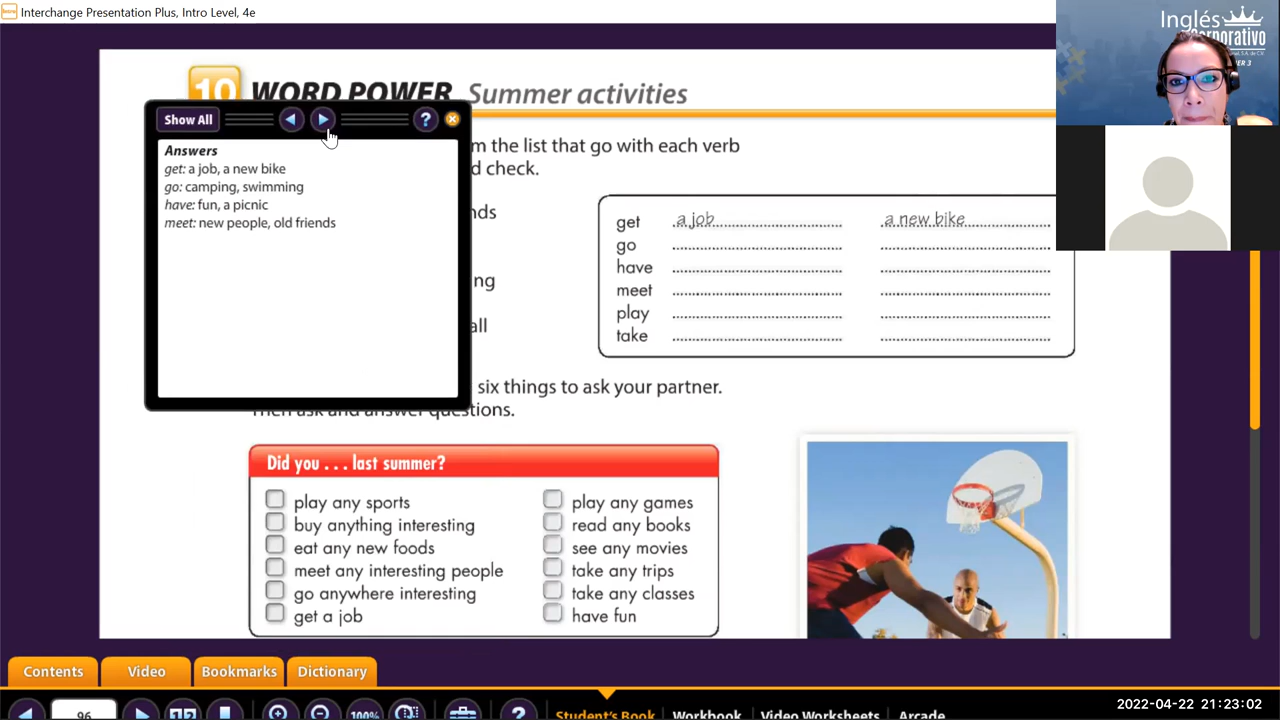 Interchange Presentation Plus, Intro Level, 4e
Inglés
Corporativo
10 WORD POWER Summer activities
Show All
?
Answers
get: a job, a new bike
go: camping, swimming
have: fun, a picnic
meet: new people, old friends
m the list that go with each verb
d check.
nds
ng
all
get a job a new bike
go
have
meet
play
take
six things to ask your partner.
Then ask and answer questions.
Did you . . . last summer?
play any sports
buy anything interesting
eat any new foods
meet any interesting people
go anywhere interesting
get a job
play any games
read any books
see any movies
take any trips
take any classes
have fun
Contents Video Bookmarks Dictionary
96
100%
?
Student's Book Workbook Video Worksheets Arcade
2022-04-22 21:23:02